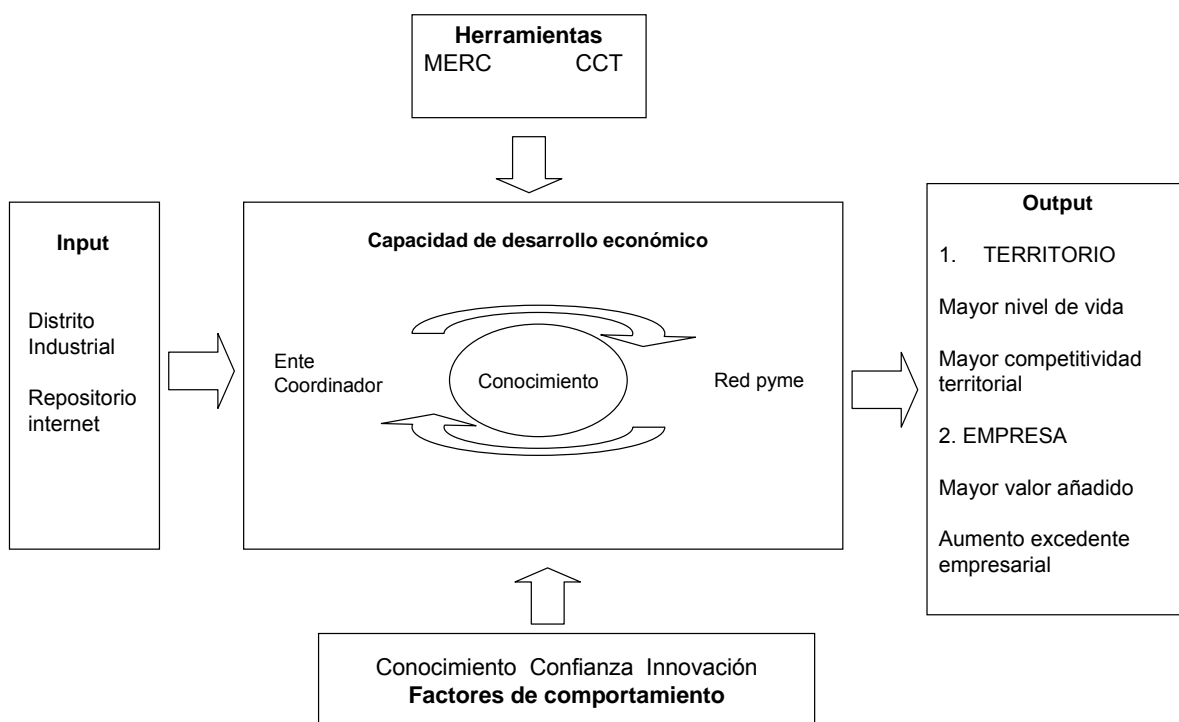 Herramientas
MERC CCT
Input
Distrito
Industrial
Repositorio
internet
Capacidad de desarrollo económico
Ente
Coordinador
Conocimiento
Red pyme
Output
1. TERRITORIO
Mayor nivel de vida
Mayor competitividad
territorial
2. EMPRESA
Mayor valor añadido
Aumento excedente
empresarial
Conocimiento Confianza Innovación
Factores de comportamiento